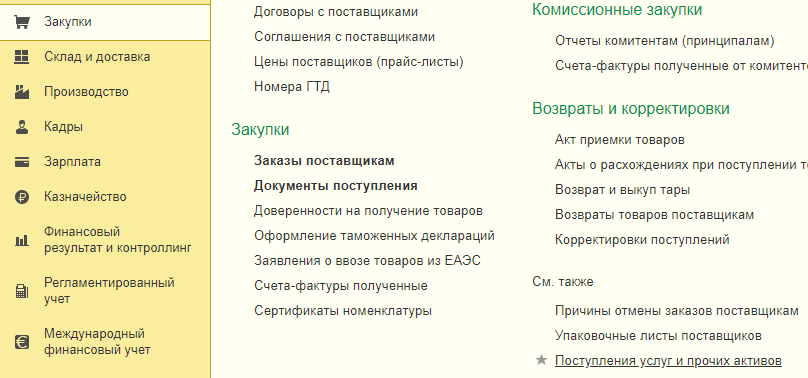 Закупки
Склад и доставка
Производство
Кадры
Зарплата
Казначейство
Финансовый
результат и контроллинг
Регламентированный
учет
Международный
финансовый учет
Договоры с поставщиками
Соглашения с поставщиками
Цены поставщиков (прайс-листы)
Номера ГТД
Закупки
Заказы поставщикам
Документы поступления
Доверенности на получение товаров
Оформление таможенных деклараций
Заявления о ввозе товаров из ЕАЭС
Счета-фактуры полученные
Сертификаты номенклатуры
Комиссионные закупки
Отчеты комитентам (принципалам)
Счета-фактуры полученные от комитент
Возвраты и корректировки
Акт приемки товаров
Акты о расхождениях при поступлении т
Возврат и выкуп тары
Возвраты товаров поставщикам
Корректировки поступлений
См. также
Причины отмены заказов поставщикам
Упаковочные листы поставщиков
Поступления услуг и прочих активов